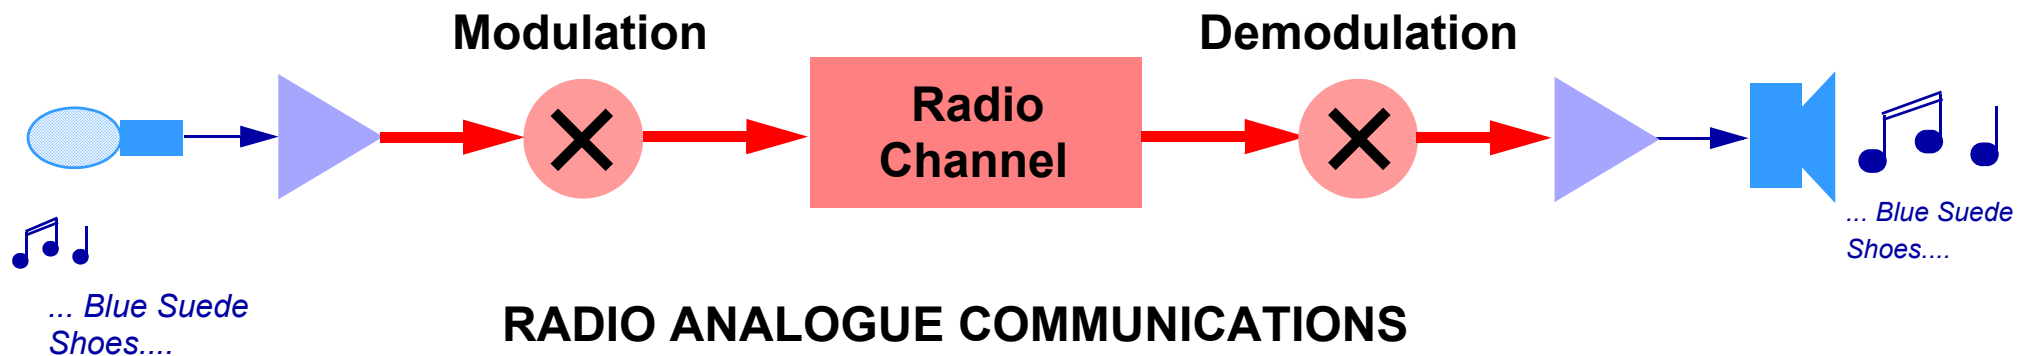 Modulation
Demodulation
Radio
Channel
... Blue Suede
Shoes....
... Blue Suede
Shoes....
RADIO ANALOGUE COMMUNICATIONS